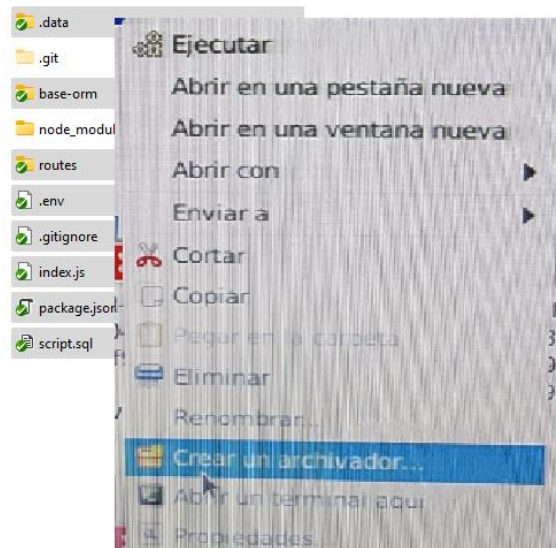 .data
.git
base-orm
node_modul
routes
.env
.gitignore
index.js
package.json
script.sql
Ejecutar
Abrir en una pestaña nueva
Abrir en una ventana nueva
Abrir con
Enviar a
Cortar
Copiar
Pegar en la carpeta
Eliminar
Renombrar...
Crear un archivador...
Abrir un terminal aquí
Propiedades...